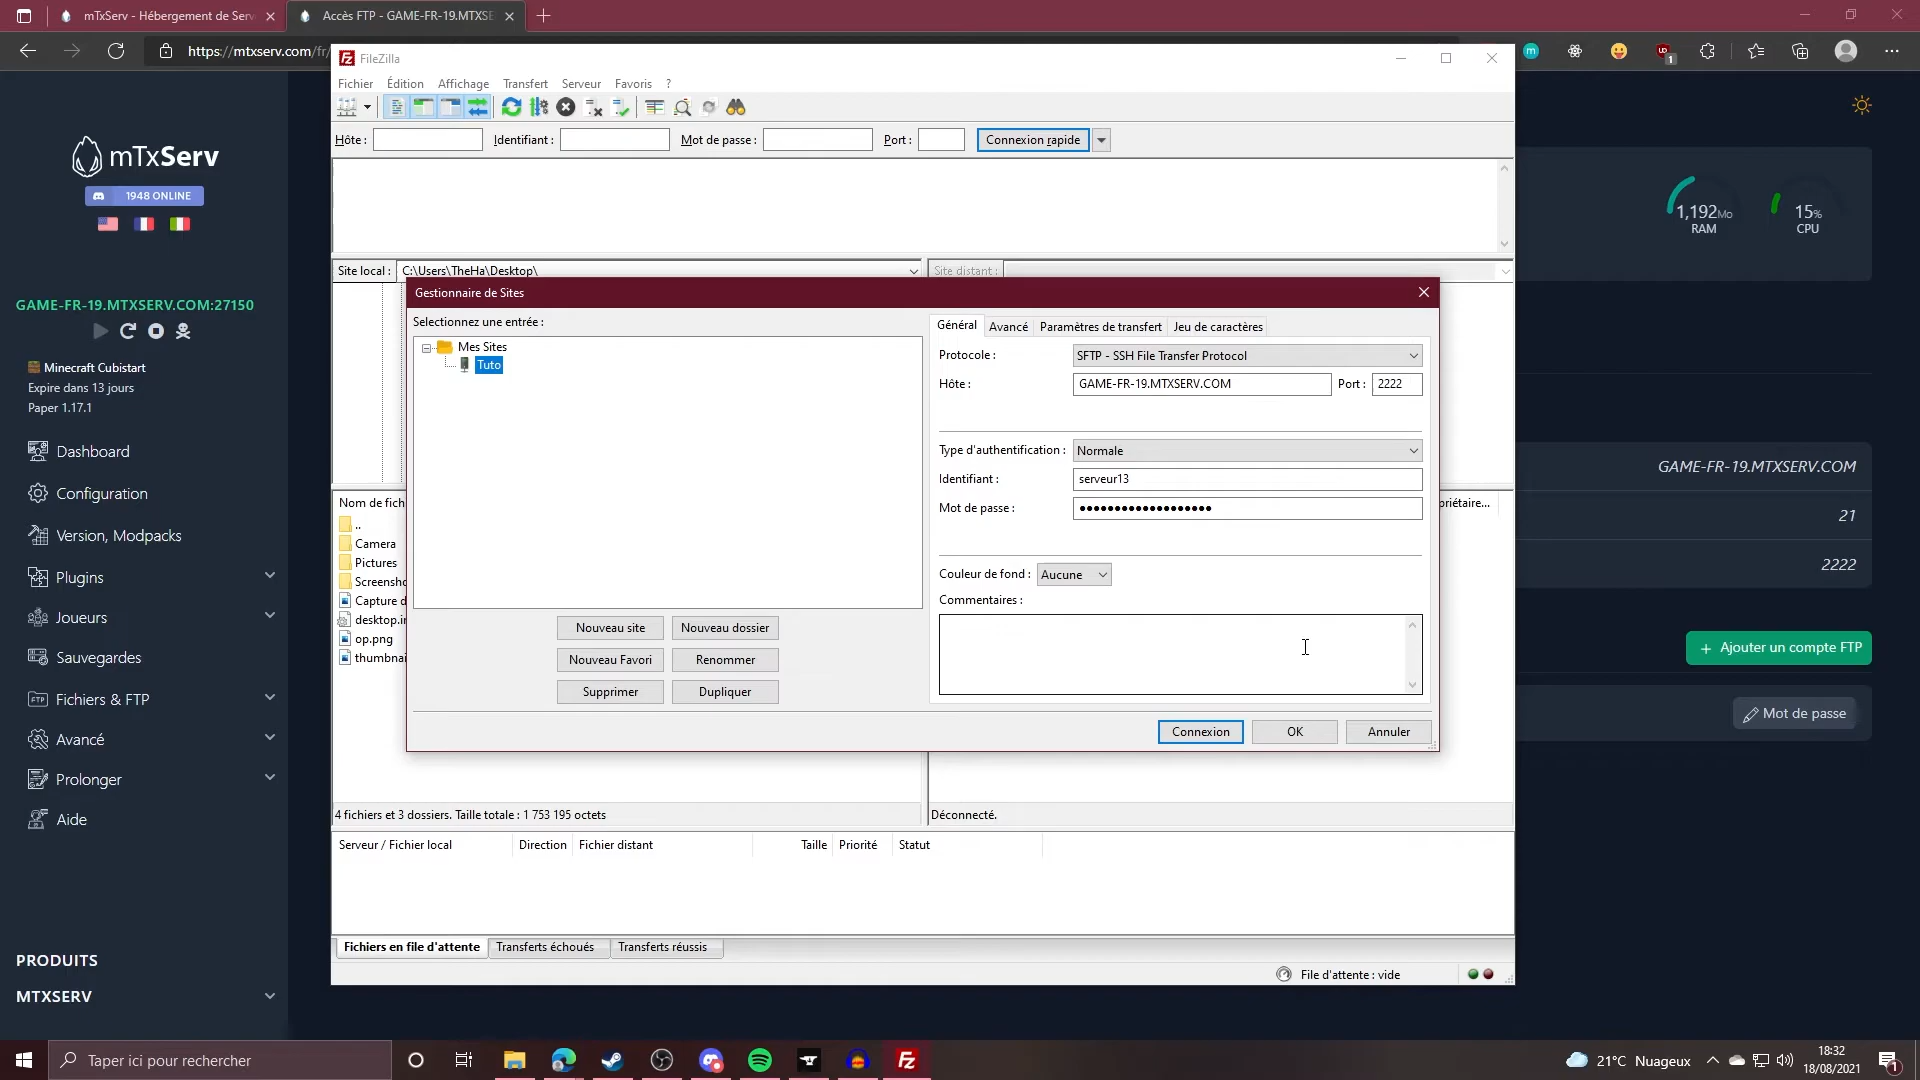 mTxServ - Hébergement de Serv
Accès FTP - GAME-FR-19.MTXSE
https://mtxserv.com/fr/
1
mTxServ
1948 ONLINE
GAME-FR-19.MTXSERV.COM:27150
Minecraft Cubistart
Expire dans 13 jours
Paper 1.17.1
Dashboard
Configuration
Version, Modpacks
Plugins
Joueurs
Sauvegardes
Fichiers & FTP
Avancé
Prolonger
Aide
PRODUITS
MTXSERV
FileZilla
Fichier Édition Affichage Transfert Serveur Favoris ?
Hôte : Identifiant : Mot de passe : Port : Connexion rapide
Site local : C:\Users\TheHa\Desktop\
Site distant :
Nom de fich
..
Camera
Pictures
Screensho
Capture d
desktop.in
op.png
thumbnai
priétaire...
Gestionnaire de Sites
Selectionnez une entrée :
Mes Sites
Tuto
Nouveau site Nouveau dossier
Nouveau Favori Renommer
Supprimer Dupliquer
Général Avancé Paramètres de transfert Jeu de caractères
Protocole : SFTP - SSH File Transfer Protocol
Hôte : GAME-FR-19.MTXSERV.COM Port : 2222
Type d'authentification : Normale
Identifiant : serveur13
Mot de passe : ●●●●●●●●●●●●●●●●●●●
Couleur de fond : Aucune
Commentaires :
Connexion OK Annuler
4 fichiers et 3 dossiers. Taille totale : 1 753 195 octets
Déconnecté.
Serveur / Fichier local Direction Fichier distant Taille Priorité Statut
Fichiers en file d'attente Transferts échoués Transferts réussis
File d'attente : vide
1,192Mo
RAM
15%
CPU
GAME-FR-19.MTXSERV.COM
21
2222
+ Ajouter un compte FTP
Mot de passe
Taper ici pour rechercher
21°C Nuageux
18:32
18/08/2021
1